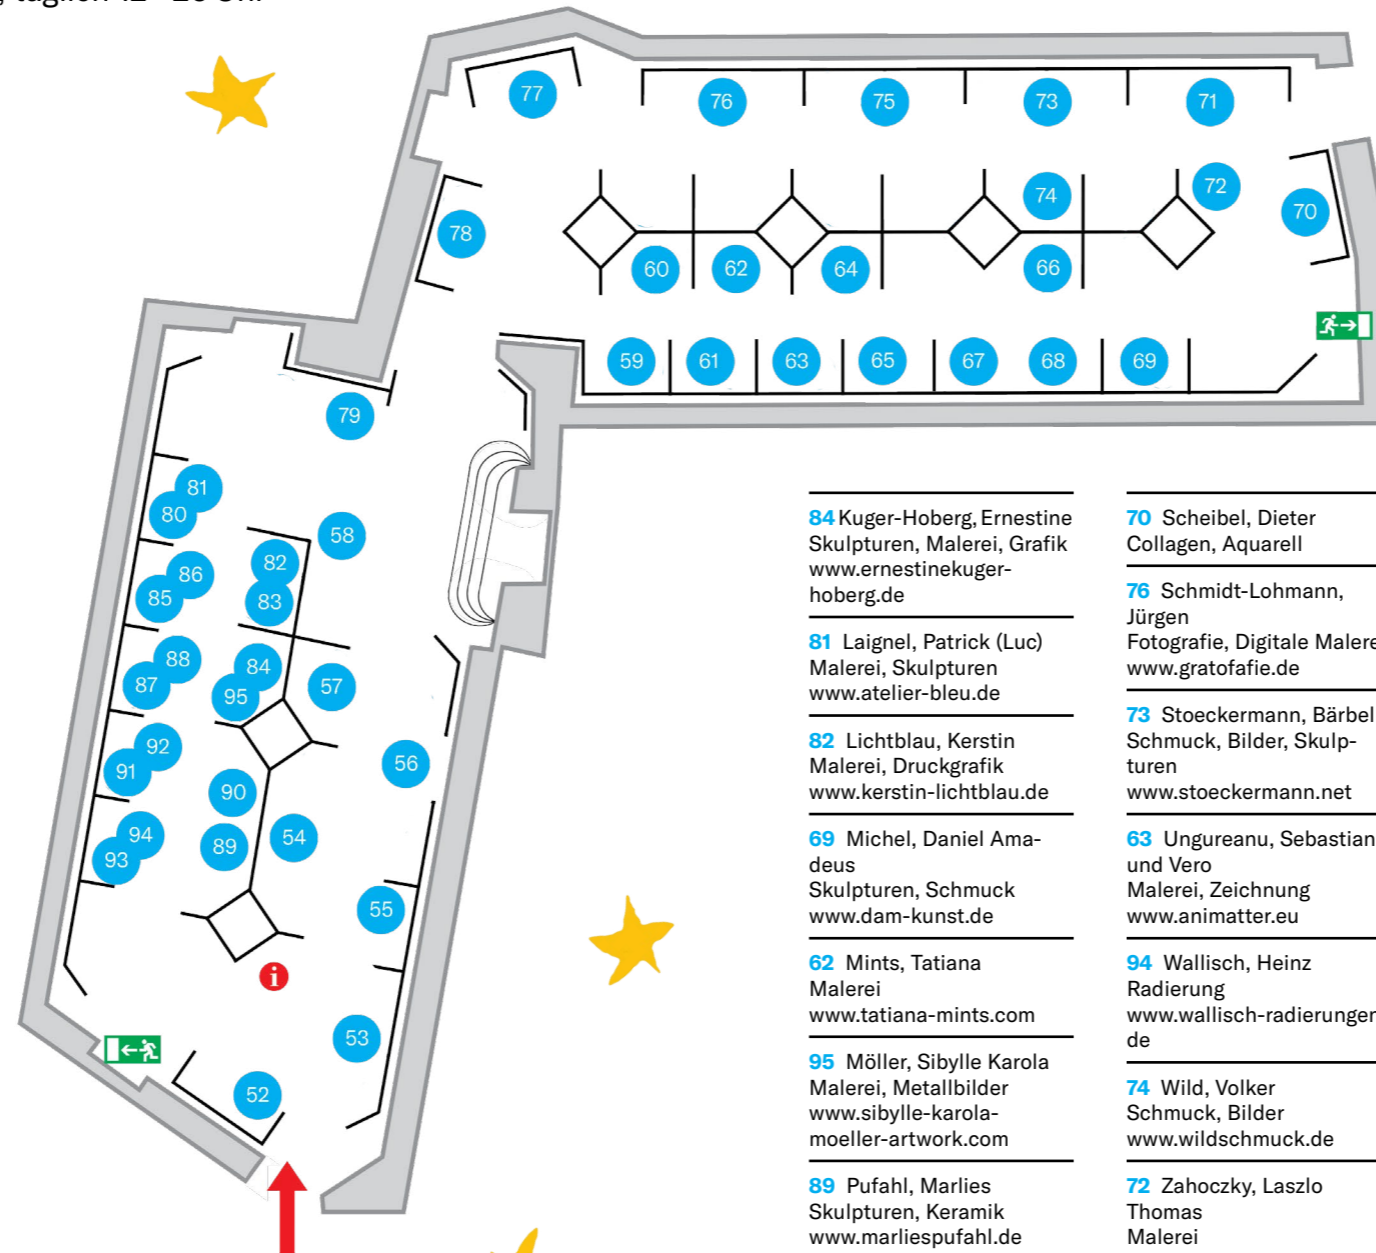 täglich 12
77
76
75
73
71
78
74
72
70
60
62
64
66
59
61
63
65
67
68
69
79
81
80
58
82
86
83
85
88
84
57
87
95
92
56
91
90
94
54
89
93
55
i
53
52
84 Kuger-Hoberg, Ernestine
Skulpturen, Malerei, Grafik
www.ernestinekuger-
hoberg.de
81 Laignel, Patrick (Luc)
Malerei, Skulpturen
www.atelier-bleu.de
82 Lichtblau, Kerstin
Malerei, Druckgrafik
www.kerstin-lichtblau.de
69 Michel, Daniel Ama-
deus
Skulpturen, Schmuck
www.dam-kunst.de
62 Mints, Tatiana
Malerei
www.tatiana-mints.com
95 Möller, Sibylle Karola
Malerei, Metallbilder
www.sibylle-karola-
moeller-artwork.com
89 Pufahl, Marlies
Skulpturen, Keramik
www.marliespufahl.de
70 Scheibel, Dieter
Collagen, Aquarell
76 Schmidt-Lohmann,
Jürgen
Fotografie, Digitale Malere
www.gratofafie.de
73 Stoeckermann, Bärbel
Schmuck, Bilder, Skulp-
turen
www.stoeckermann.net
63 Ungureanu, Sebastian
und Vero
Malerei, Zeichnung
www.animatter.eu
94 Wallisch, Heinz
Radierung
www.wallisch-radierungen
de
74 Wild, Volker
Schmuck, Bilder
www.wildschmuck.de
72 Zahoczky, Laszlo
Thomas
Malerei